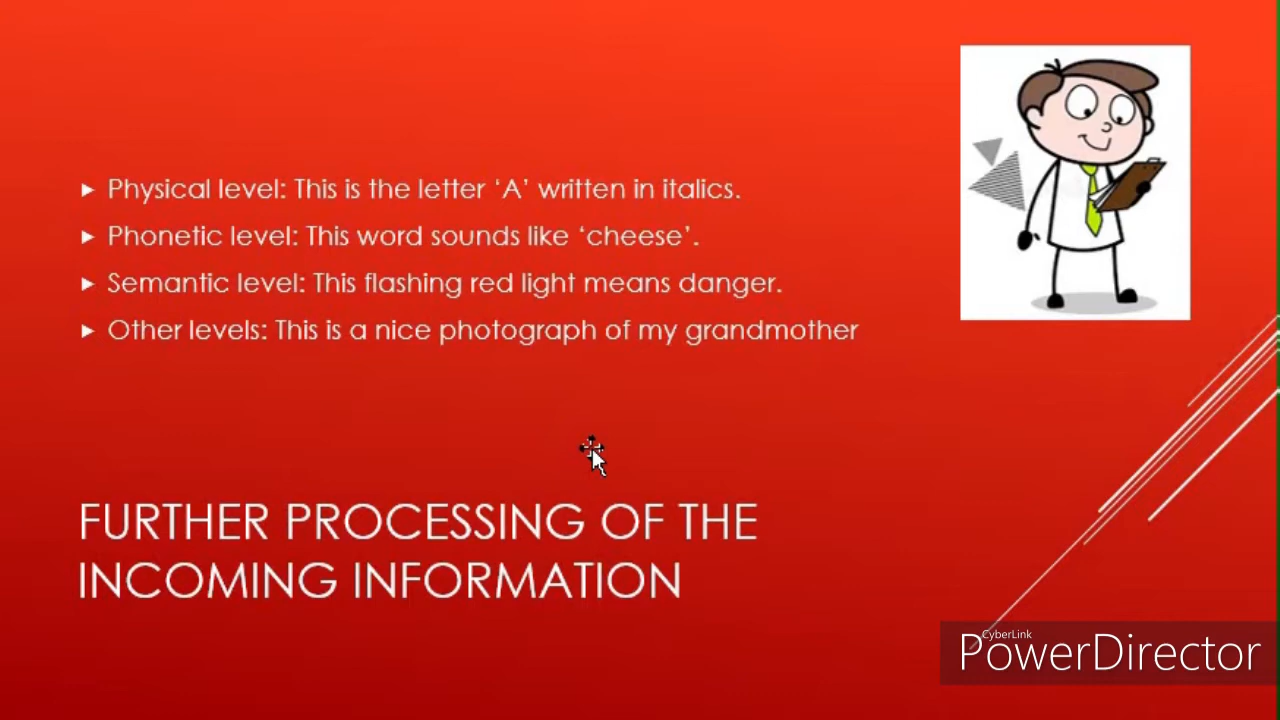 ► Physical level: This is the letter ‘A’ written in italics.
► Phonetic level: This word sounds like ‘cheese’.
► Semantic level: This flashing red light means danger.
► Other levels: This is a nice photograph of my grandmother
FURTHER PROCESSING OF THE
INCOMING INFORMATION
CyberLink
PowerDirector